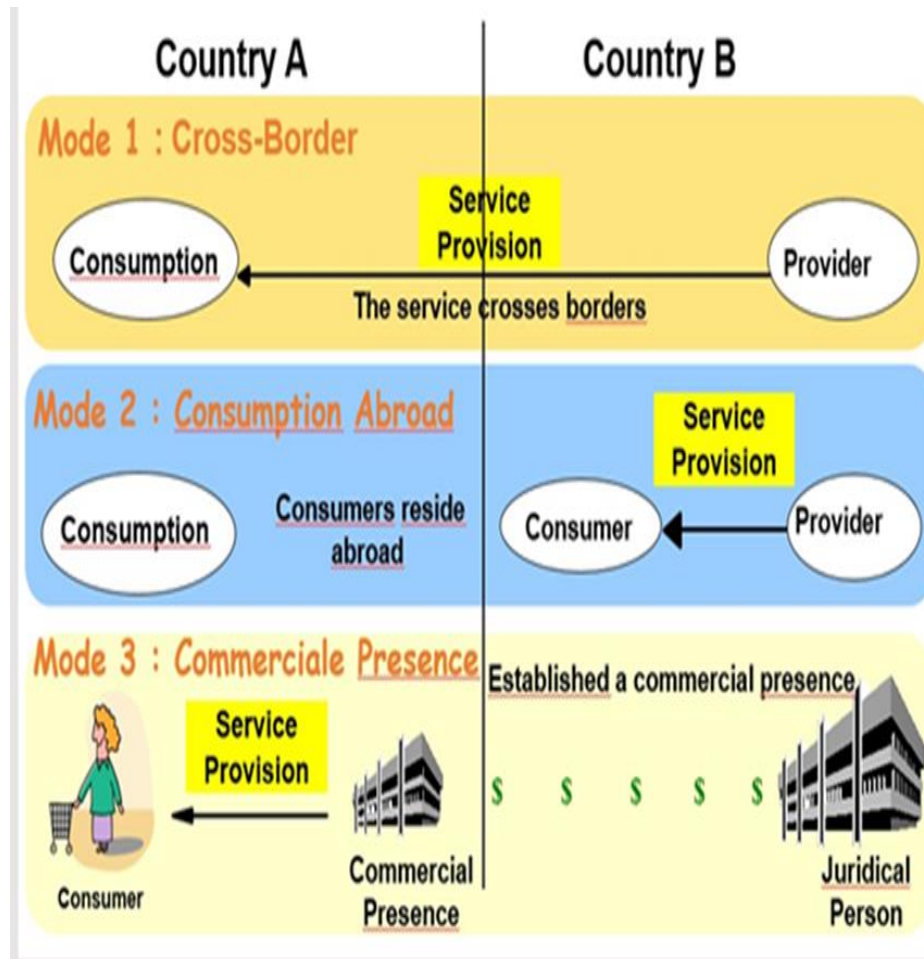 Country A
Country B
Mode 1 : Cross-Border
Service
Provision
Consumption
Provider
The service crosses borders
Mode 2 : Consumption Abroad
Service
Provision
Consumption
Consumers reside
abroad
Consumer
Provider
Mode 3 : Commerciale Presence
Established a commercial presence
Service
Provision
$ $ $ $ $
Consumer
Commercial
Presence
Juridical
Person